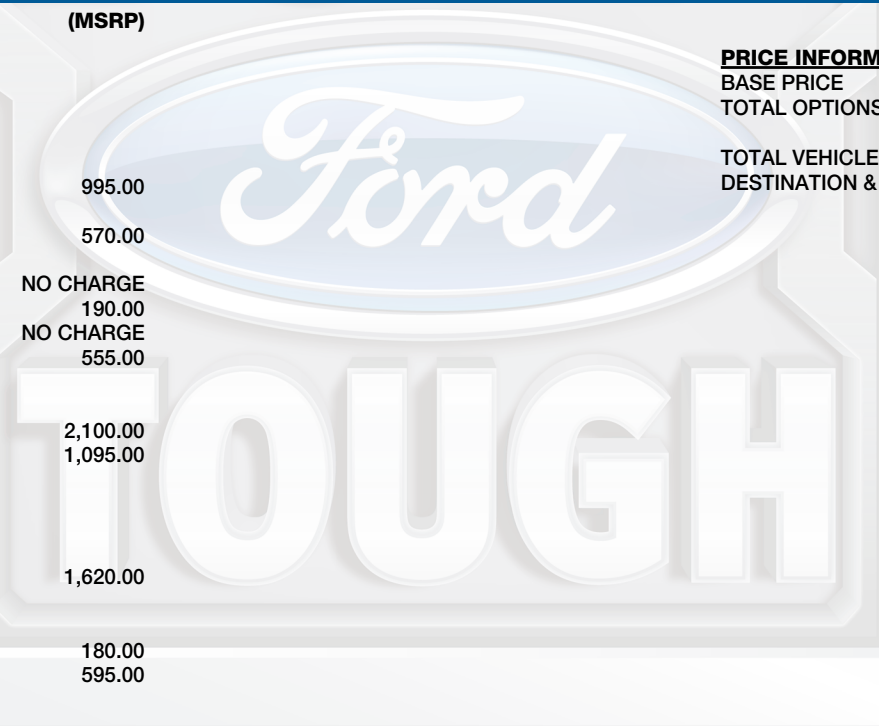 (MSRP)
995.00
570.00
NO CHARGE
190.00
NO CHARGE
555.00
2,100.00
1,095.00
1,620.00
180.00
595.00
PRICE INFORM
BASE PRICE
TOTAL OPTIONS
TOTAL VEHICLE
DESTINATION &
Ford
TOUGH